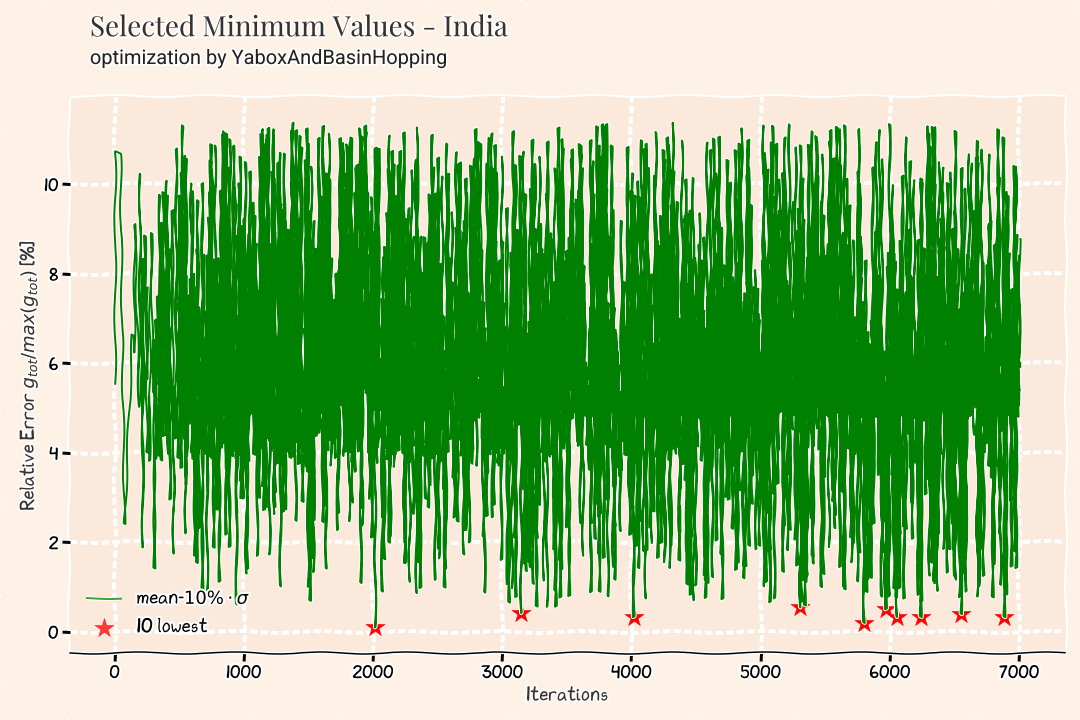 Selected Minimum Values - India
optimization by YaboxAndBasinHopping
Relative Error g_tot/max(g_tot) [%]
10
8
6
4
2
0
mean-10% · σ
10 lowest
0 1000 2000 3000 4000 5000 6000 7000
Iterations